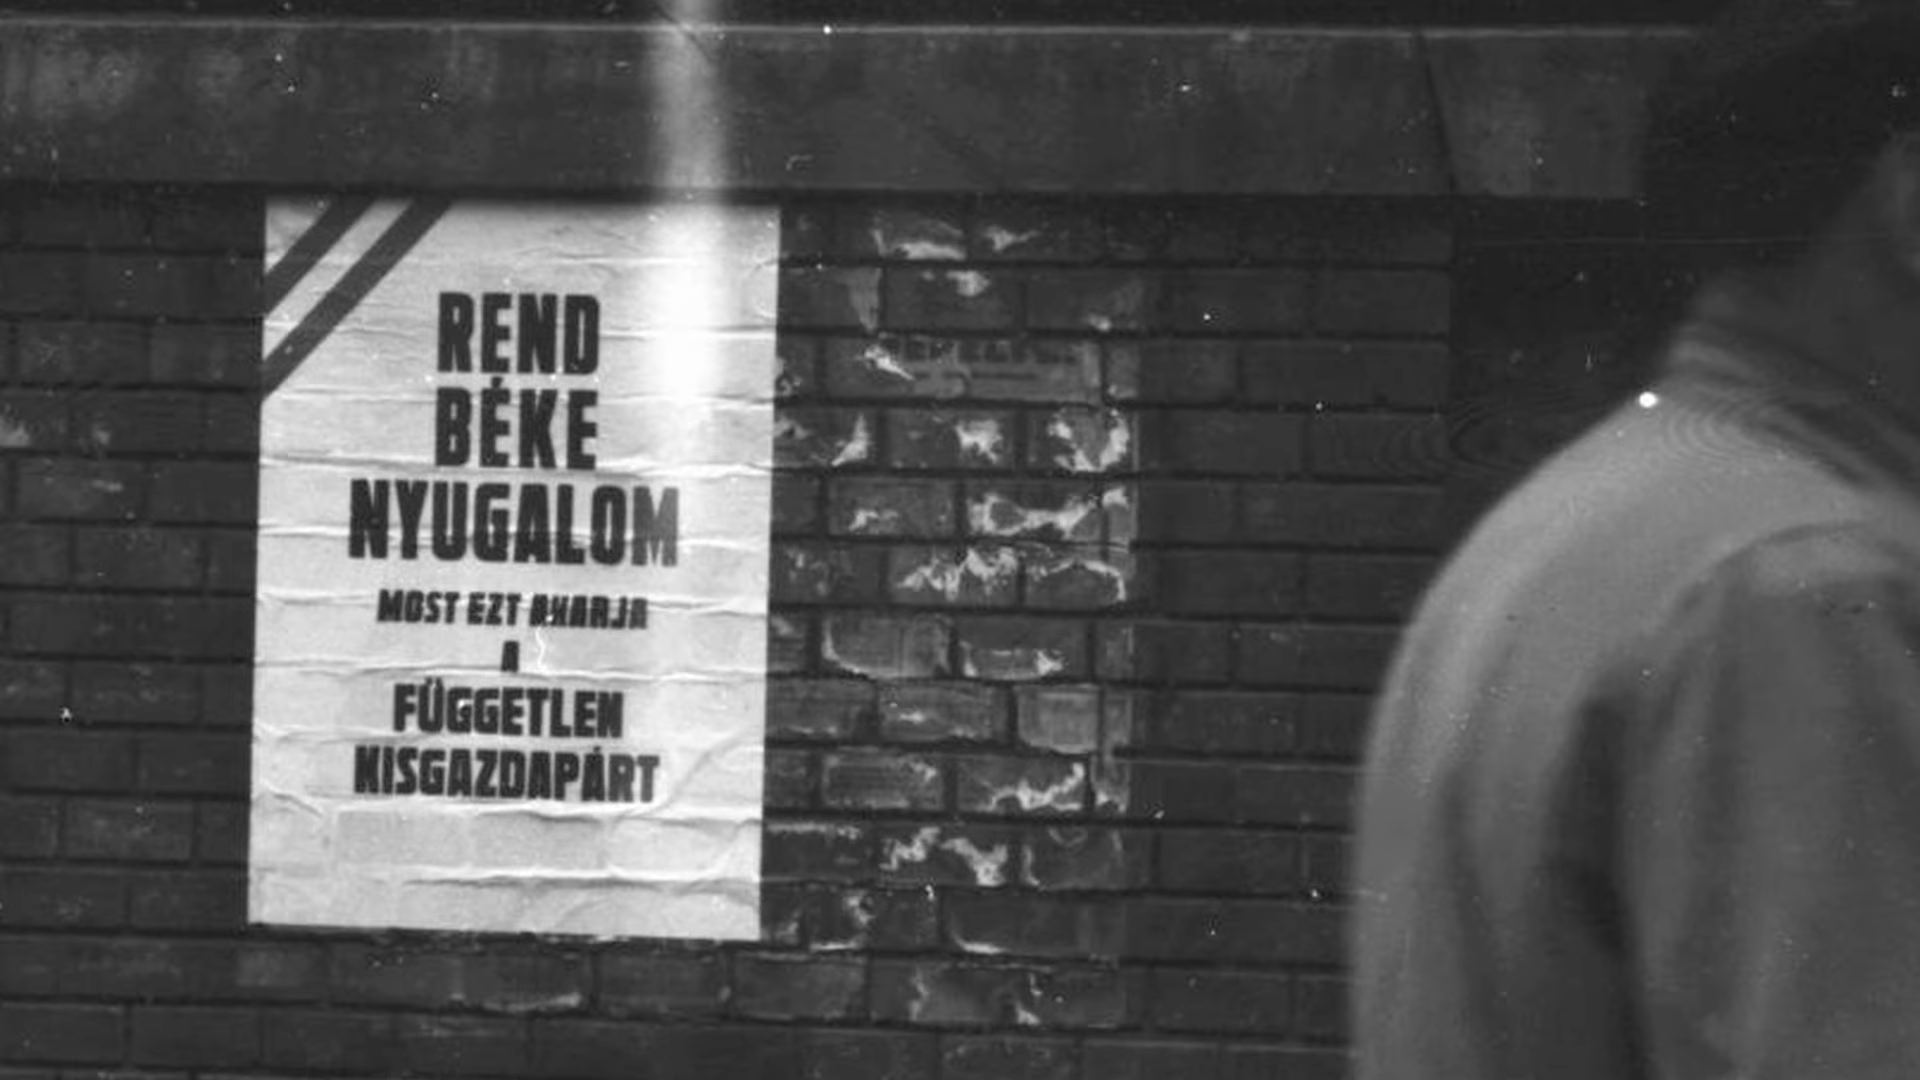 REND
BÉKE
NYUGALOM
MOST EZT AKARJA
A
FÜGGETLEN
KISGAZDAPÁRT